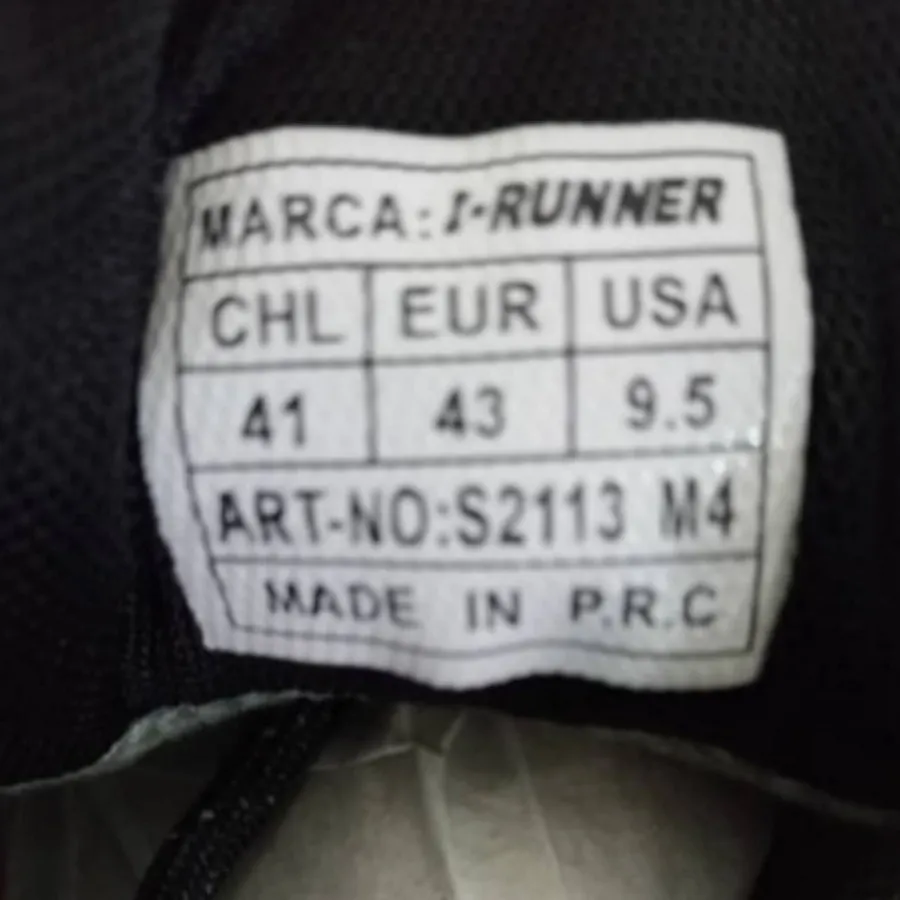 MARCA: I-RUNNER
CHL EUR USA
41 43 9.5
ART-NO:S2113 M4
MADE IN P.R.C